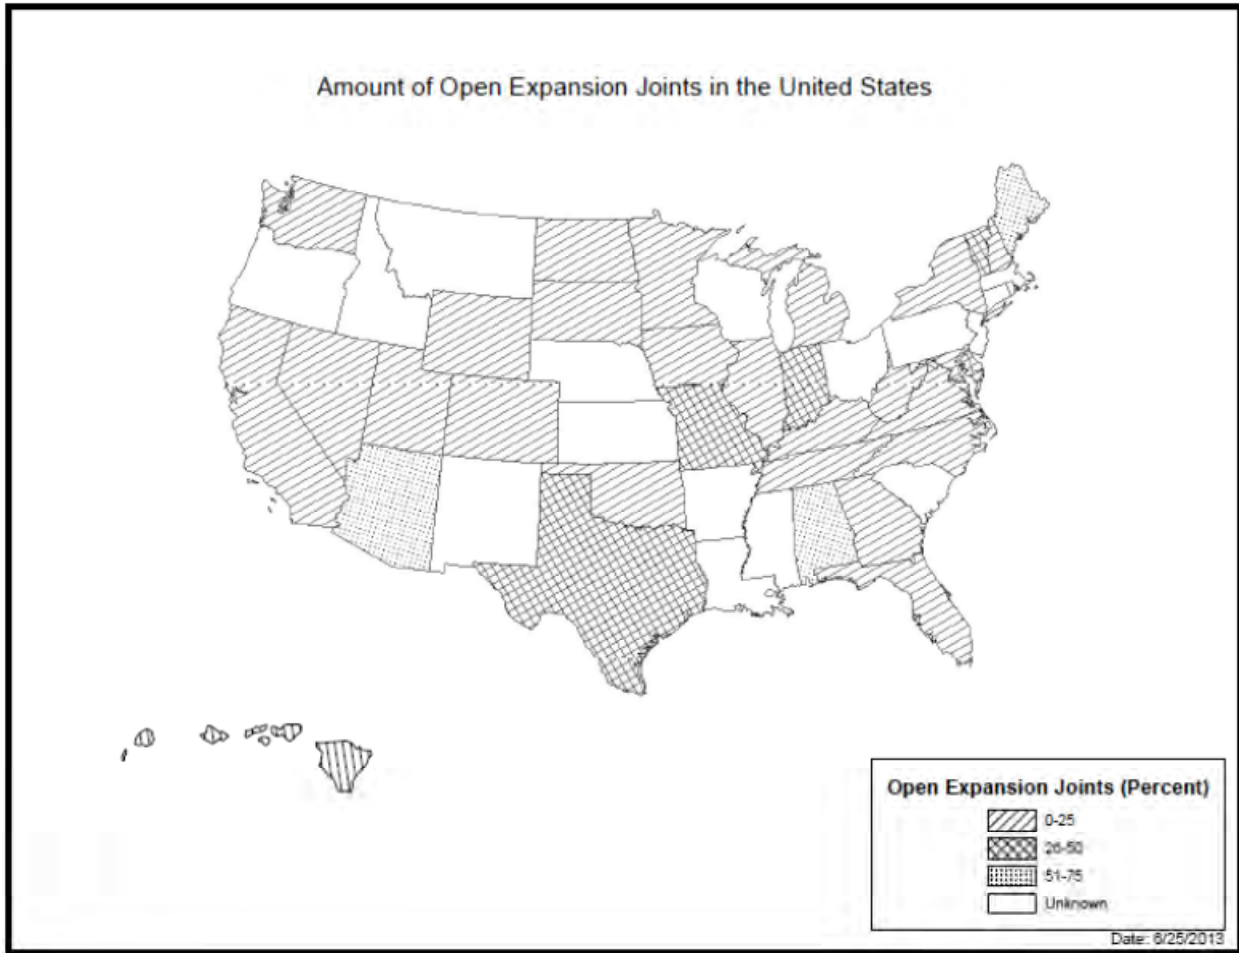 Amount of Open Expansion Joints in the United States
Open Expansion Joints (Percent)
0-25
26-50
51-75
Unknown
Date: 6/25/2013